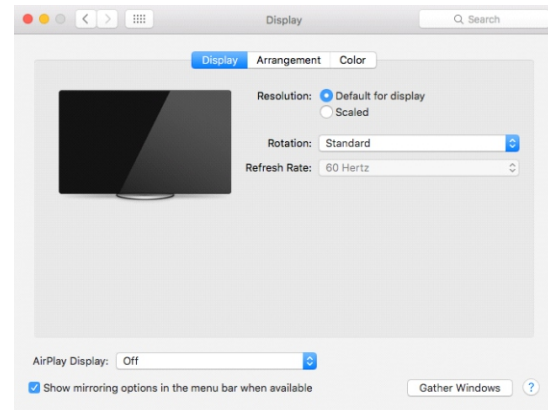 Display
Search
Display Arrangement Color
Resolution: Default for display
Scaled
Rotation: Standard
Refresh Rate: 60 Hertz
AirPlay Display: Off
Show mirroring options in the menu bar when available
Gather Windows ?